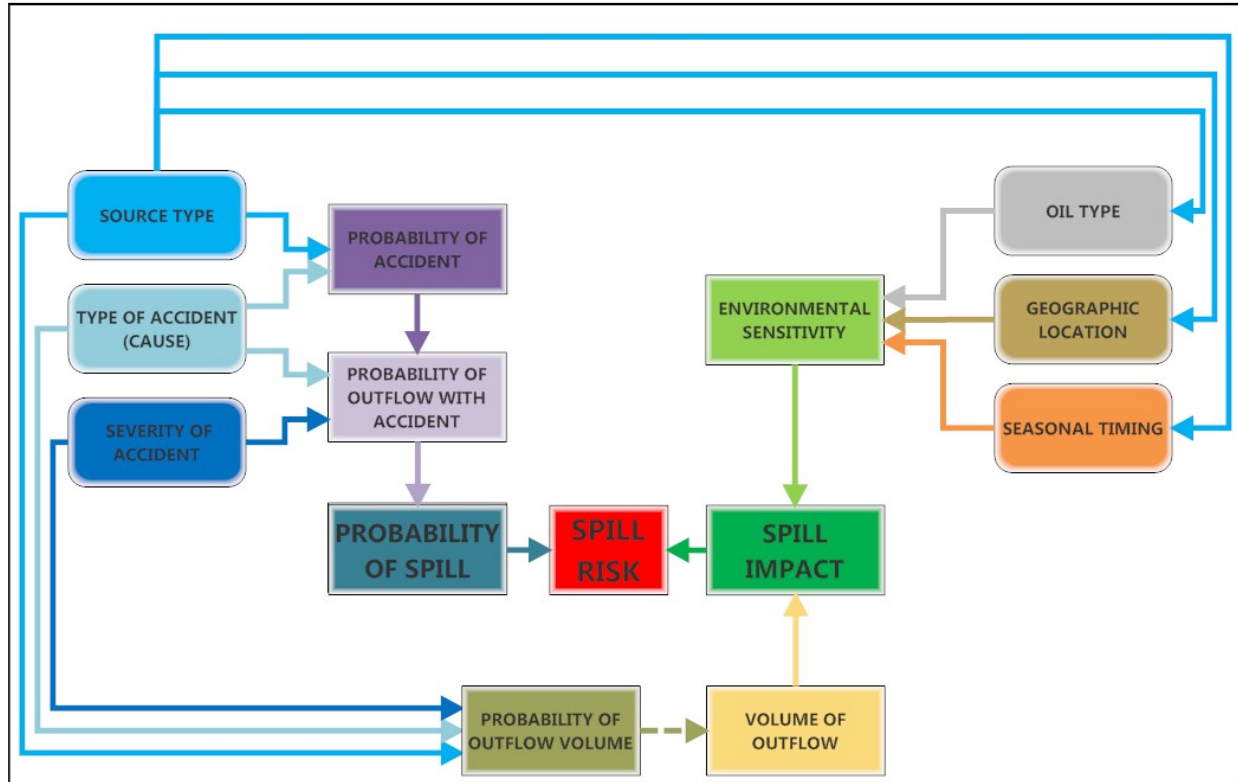 SOURCE TYPE
TYPE OF ACCIDENT
(CAUSE)
SEVERITY OF
ACCIDENT
PROBABILITY OF
ACCIDENT
PROBABILITY OF
OUTFLOW WITH
ACCIDENT
PROBABILITY
OF SPILL
SPILL
RISK
SPILL
IMPACT
ENVIRONMENTAL
SENSITIVITY
OIL TYPE
GEOGRAPHIC
LOCATION
SEASONAL TIMING
PROBABILITY OF
OUTFLOW VOLUME
VOLUME OF
OUTFLOW